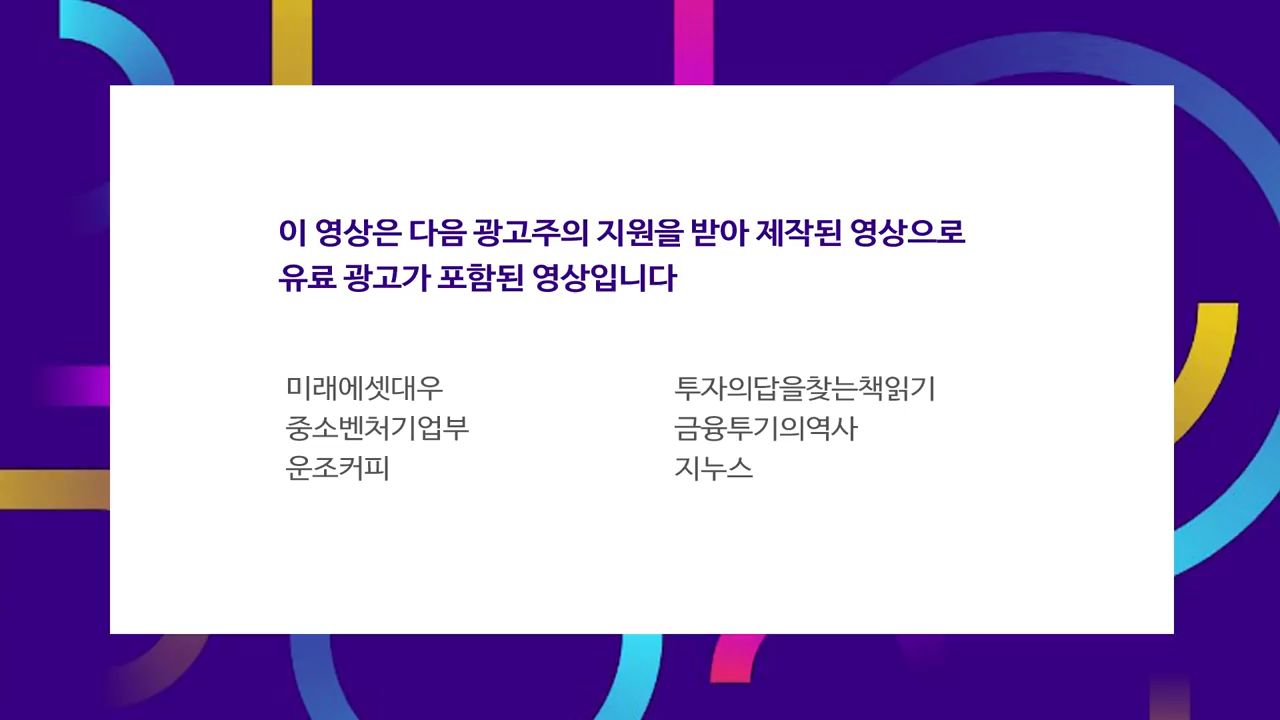 이 영상은 다음 광고주의 지원을 받아 제작된 영상으로
유료 광고가 포함된 영상입니다
미래에셋대우
중소벤처기업부
운조커피
투자의답을찾는책읽기
금융투기의역사
지누스